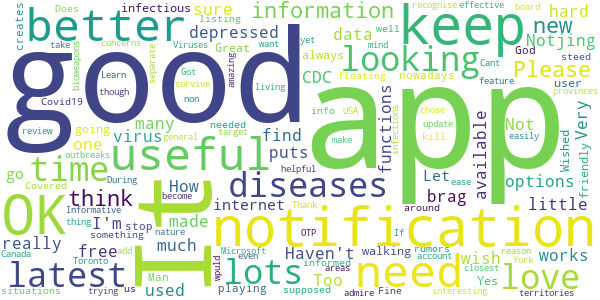 good
app
It
notification
OK
useful
keep
better
looking
diseases
need
lots
love
latest
time
think
information
new
Please
data
CDC
depressed
sure
hard
Notjing
infectious
Great
always
nowadays
listing
creates
Does
recognise
effective
board
take
concerns
Viruses
want
yet
mind
well
God
steed
separate
floating
Cant
user
bioweapons
Learn
though
Got
survive
non
amazing
living
USA
chose
feature
provinces
Covid19
review
going
needed
info
update
kill
easily
many
virus
one
general
target
make
infections
functions
Not
Very
friendly
Wished
outbreaks
find
go
During
helpful
ease
Covered
How
puts
Thank
become
around
Let
options
Informative
I'm
internet
OTP
If
available
brag
little
thing
stop
something
made
nature
informed
rumors
account
reason
York
really
much
Haven't
walking
closest
Canada
Toronto
add
us
free
Microsoft
even
areas
wish
works
Man
wpuld
Too
Yes
situations
trying
used
playing
supposed
admire
Fine
interesting
territories